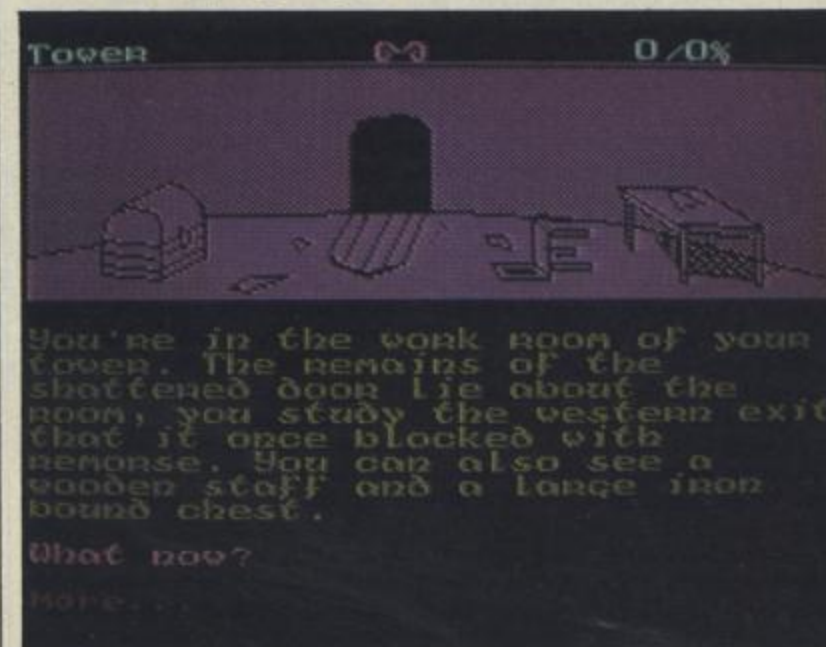 Tower 0/0%
You're in the work room of your
tower. The remains of the
shattered door lie about the
room, you study the western exit
that it once blocked with
remorse. You can also see a
wooden staff and a large iron
bound chest.
What now?
More...